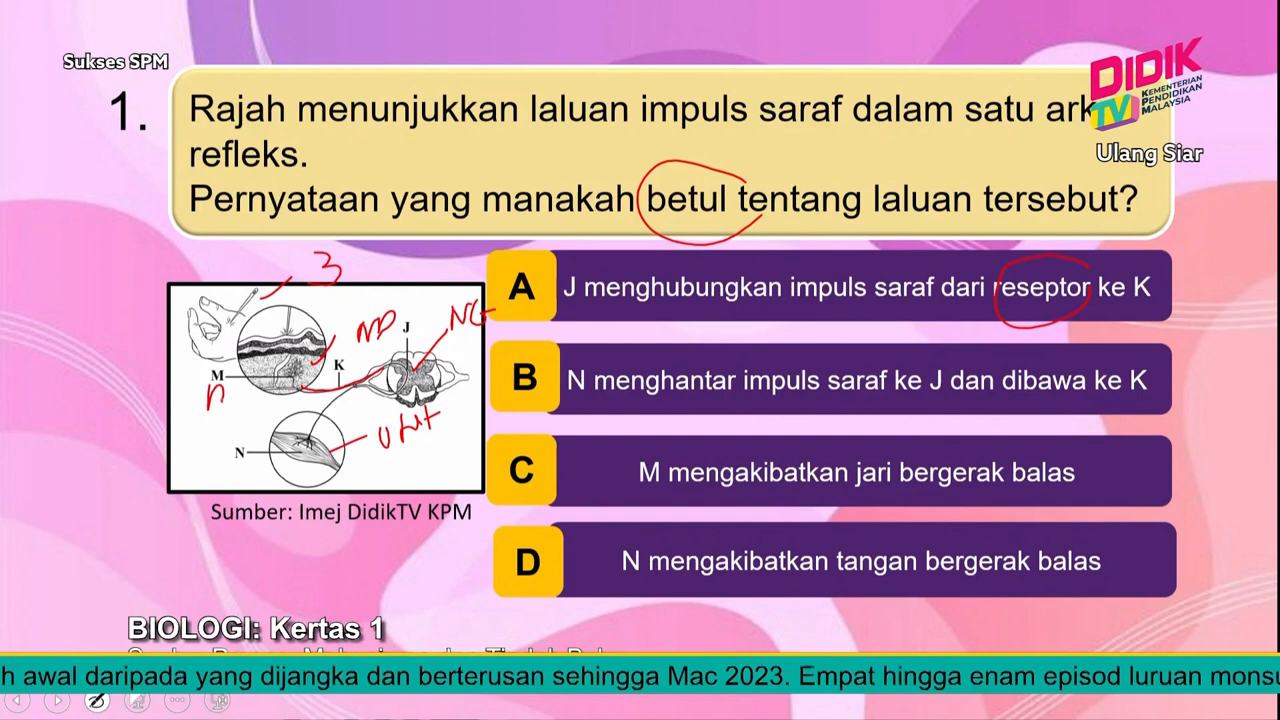 Sukses SPM
DIDIK
TV
KEMENTERIAN
PENDIDIKAN
MALAYSIA
Ulang Siar
1.
Rajah menunjukkan laluan impuls saraf dalam satu ark
refleks.
Pernyataan yang manakah betul tentang laluan tersebut?
3
A
J menghubungkan impuls saraf dari reseptor ke K
J
K
M
N
B
N menghantar impuls saraf ke J dan dibawa ke K
C
M mengakibatkan jari bergerak balas
D
N mengakibatkan tangan bergerak balas
Sumber: Imej DidikTV KPM
BIOLOGI: Kertas 1
h awal daripada yang dijangka dan berterusan sehingga Mac 2023. Empat hingga enam episod luruan monsu